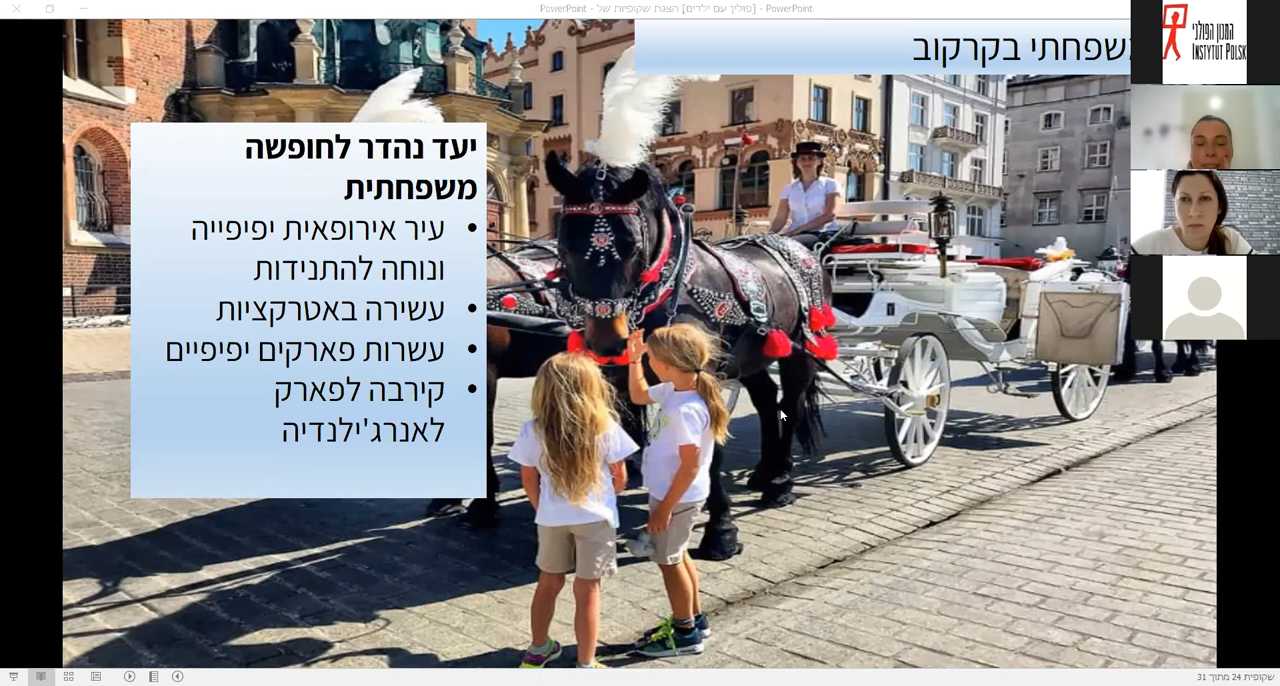 PowerPoint - [פוליך עם ילדים] הצגת שקופיות של - PowerPoint
המכון הפולני
INSTYTUT POLSK
משפחתי בקרקוב
יעד נהדר לחופשה
משפחתית
• עיר אירופאית יפיפייה
ונוחה להתנידות
• עשירה באטרקציות
• עשרות פארקים יפיפיים
• קירבה לפארק
לאנרג'ילנדיה
שקופית 24 מתוך 31